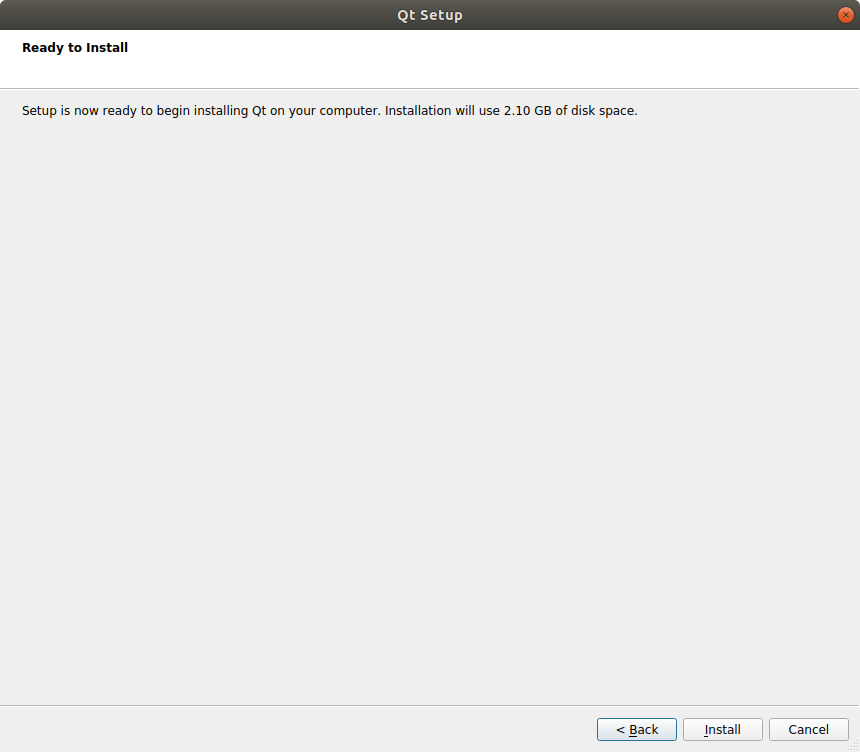 Qt Setup
Ready to Install
Setup is now ready to begin installing Qt on your computer. Installation will use 2.10 GB of disk space.
< Back
Install
Cancel